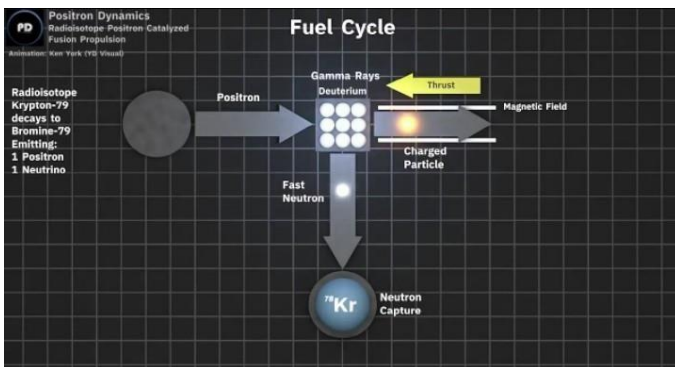 PD
Positron Dynamics
Radioisotope Positron Catalyzed
Fusion Propulsion
Animation: Ken York (YD Visual)
Fuel Cycle
Radioisotope
Krypton-79
decays to
Bromine-79
Emitting:
1 Positron
1 Neutrino
Positron
Gamma Rays
Deuterium
Thrust
Magnetic Field
Charged
Particle
Fast
Neutron
78Kr
Neutron
Capture